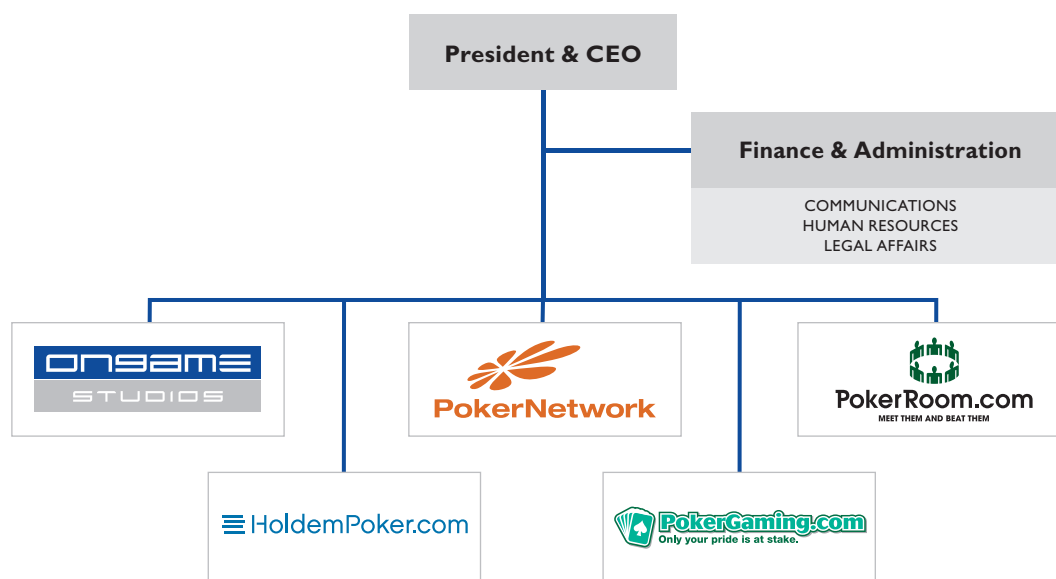 President & CEO
Finance & Administration
COMMUNICATIONS
HUMAN RESOURCES
LEGAL AFFAIRS
ongame
STUDIOS
PokerNetwork
PokerRoom.com
MEET THEM AND BEAT THEM
HoldemPoker.com
PokerGaming.com
Only your pride is at stake.